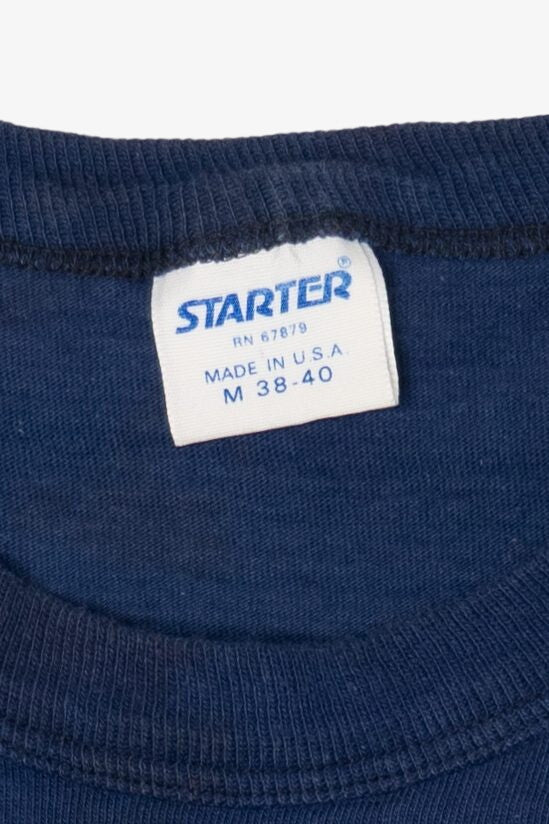 STARTER®
RN 67879
MADE IN U.S.A.
M 38-40